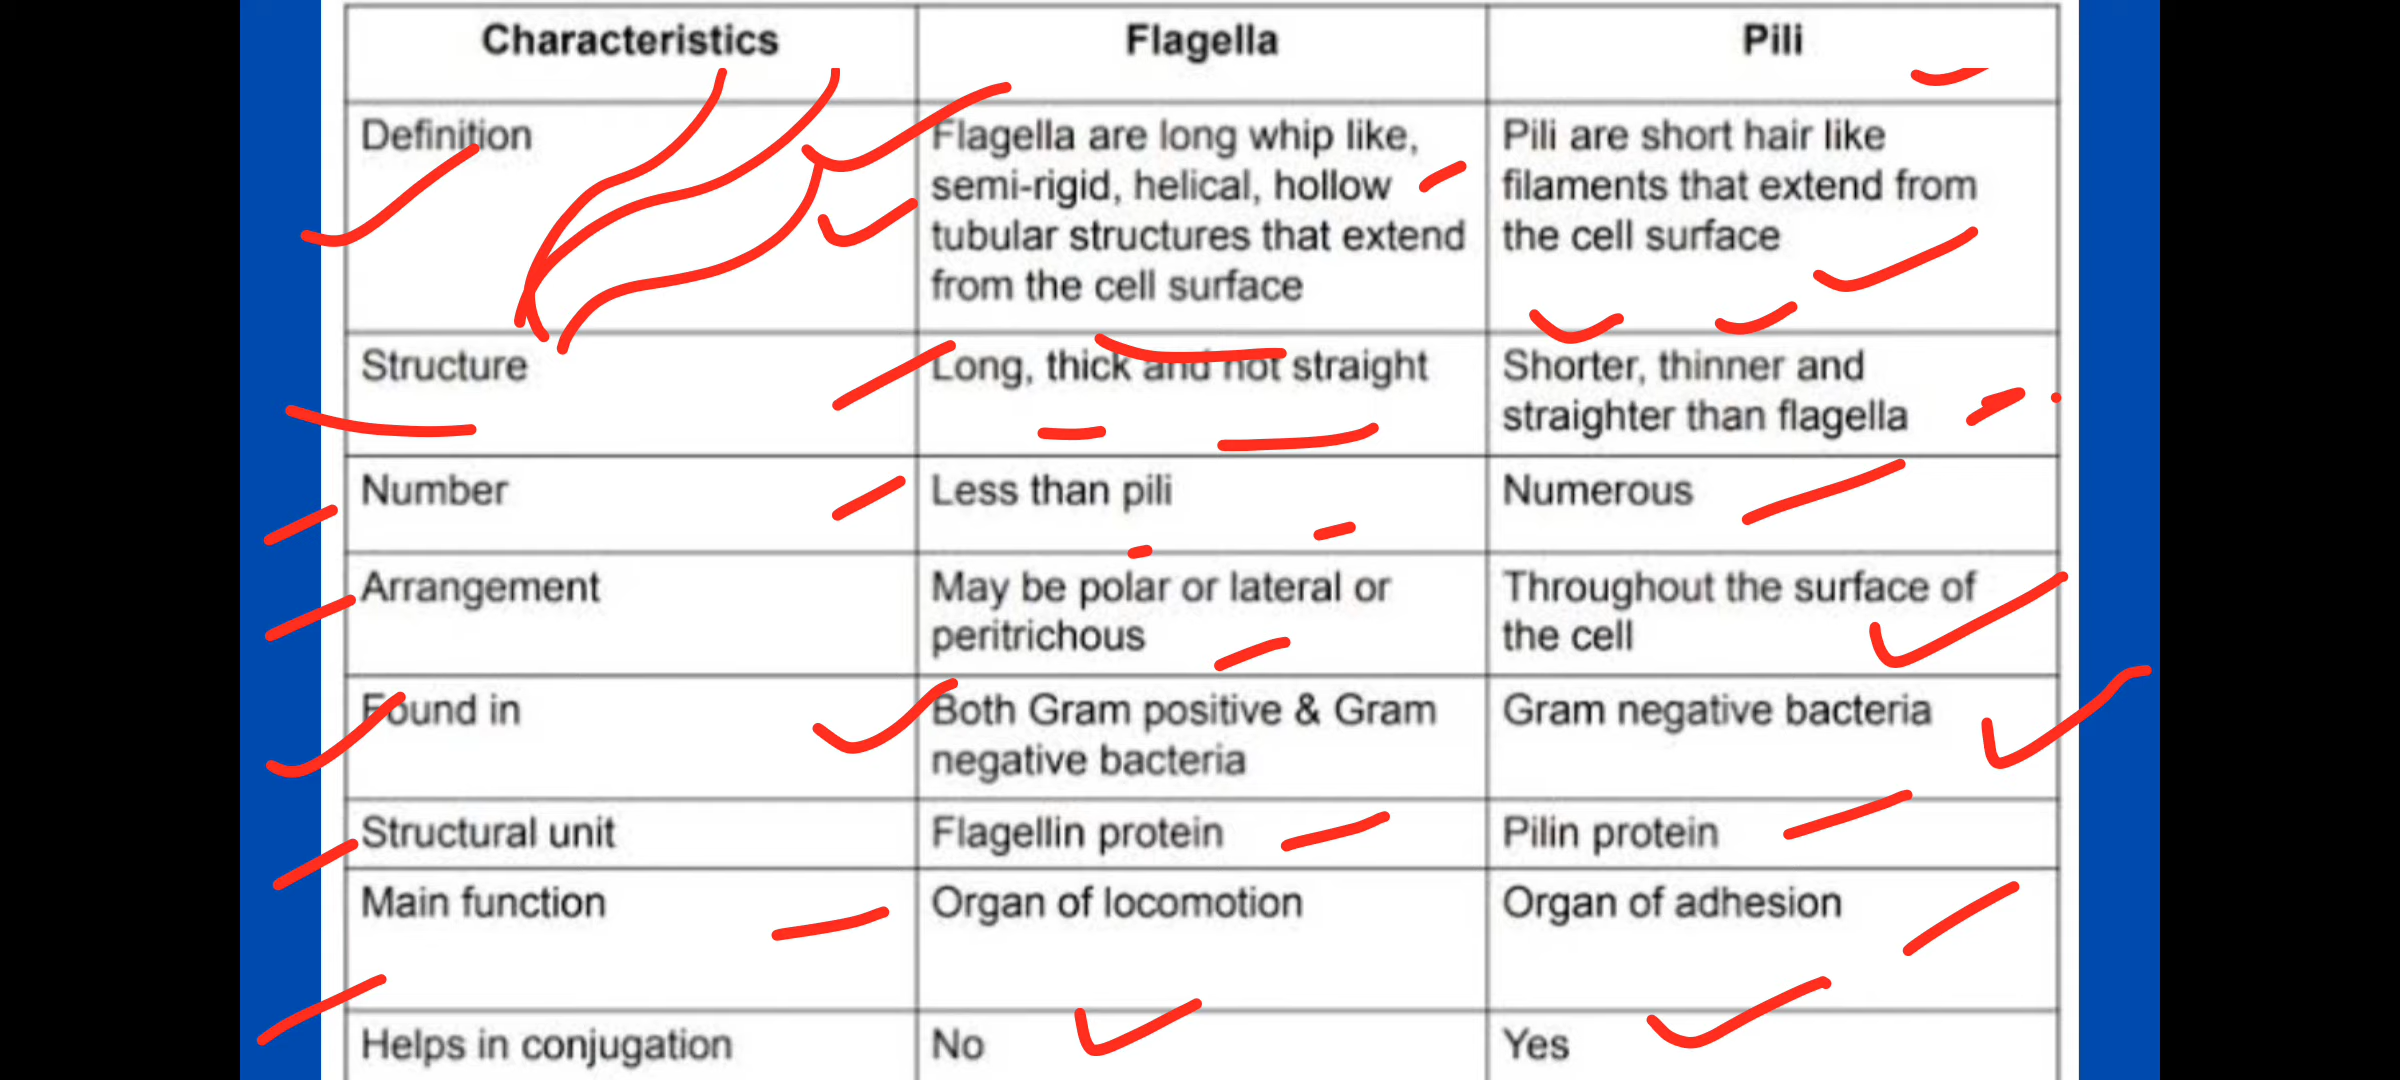 Characteristics Flagella Pili
Definition
Flagella are long whip like,
semi-rigid, helical, hollow
tubular structures that extend
from the cell surface
Pili are short hair like
filaments that extend from
the cell surface
Structure
Long, thick and not straight
Shorter, thinner and
straighter than flagella
Number
Less than pili
Numerous
Arrangement
May be polar or lateral or
peritrichous
Throughout the surface of
the cell
Found in
Both Gram positive & Gram
negative bacteria
Gram negative bacteria
Structural unit
Flagellin protein
Pilin protein
Main function
Organ of locomotion
Organ of adhesion
Helps in conjugation
No
Yes